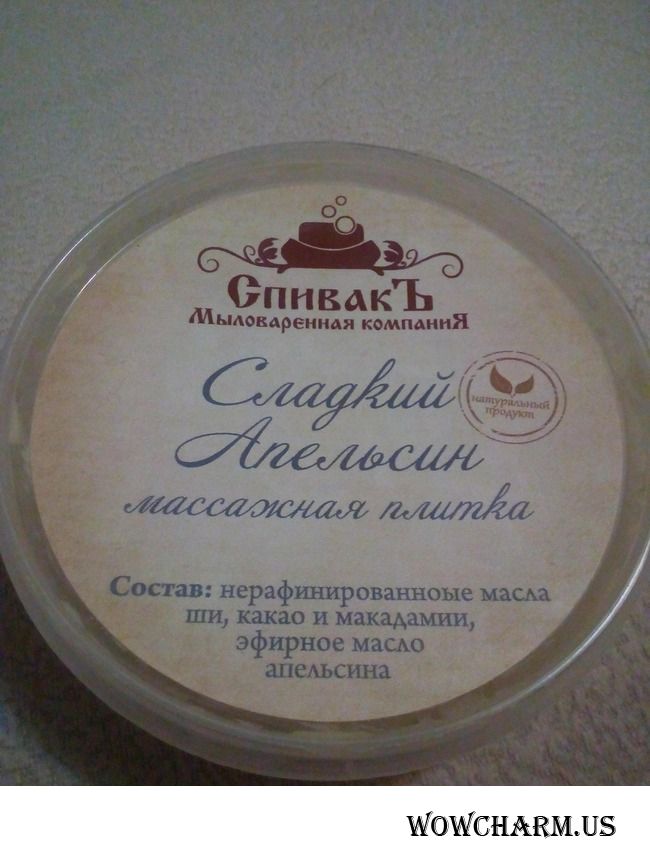 СпивакЪ
Мыловаренная компаниЯ
Сладкий
Апельсин
натуральный
продукт
массажная плитка
Состав: нерафинированноые масла
ши, какао и макадамии,
эфирное масло
апельсина
WOWCHARM.US